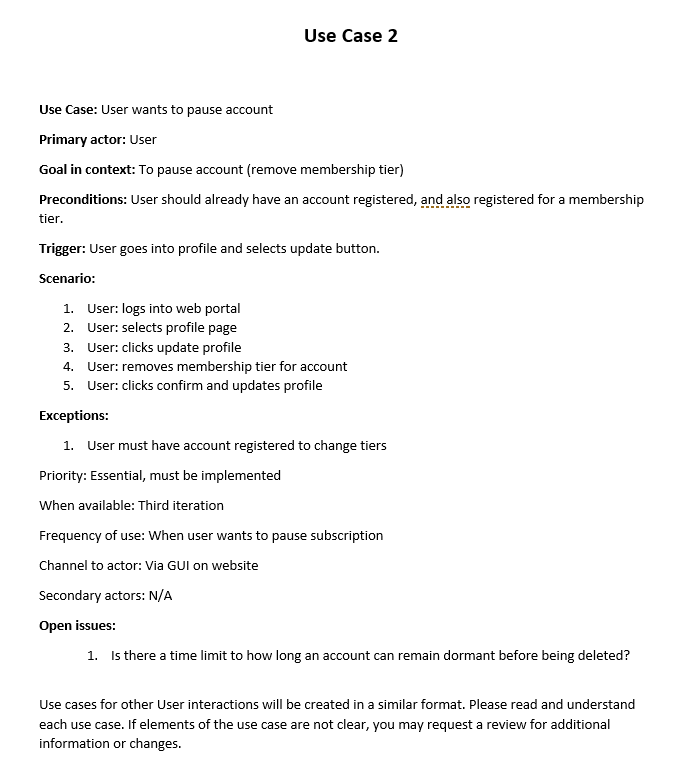 Use Case 2
Use Case: User wants to pause account
Primary actor: User
Goal in context: To pause account (remove membership tier)
Preconditions: User should already have an account registered, and also registered for a membership
tier.
Trigger: User goes into profile and selects update button.
Scenario:
1. User: logs into web portal
2. User: selects profile page
3. User: clicks update profile
4. User: removes membership tier for account
5. User: clicks confirm and updates profile
Exceptions:
1. User must have account registered to change tiers
Priority: Essential, must be implemented
When available: Third iteration
Frequency of use: When user wants to pause subscription
Channel to actor: Via GUI on website
Secondary actors: N/A
Open issues:
1. Is there a time limit to how long an account can remain dormant before being deleted?
Use cases for other User interactions will be created in a similar format. Please read and understand
each use case. If elements of the use case are not clear, you may request a review for additional
information or changes.